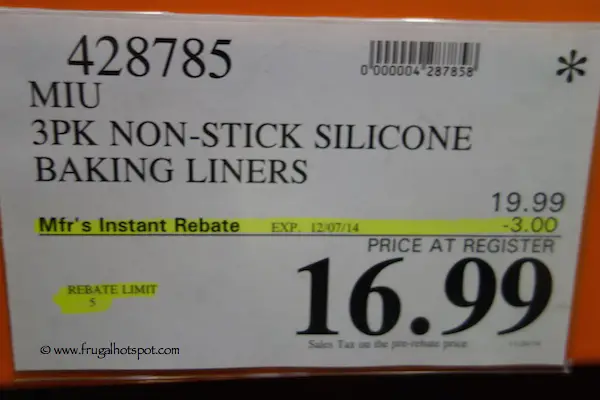 428785
0 000004 287858
*
MIU
3PK NON-STICK SILICONE
BAKING LINERS
19.99
Mfr's Instant Rebate EXP. 12/07/14 -3.00
PRICE AT REGISTER
16.99
REBATE LIMIT
5
Sales Tax on the pre-rebate price
© www.frugalhotspot.com